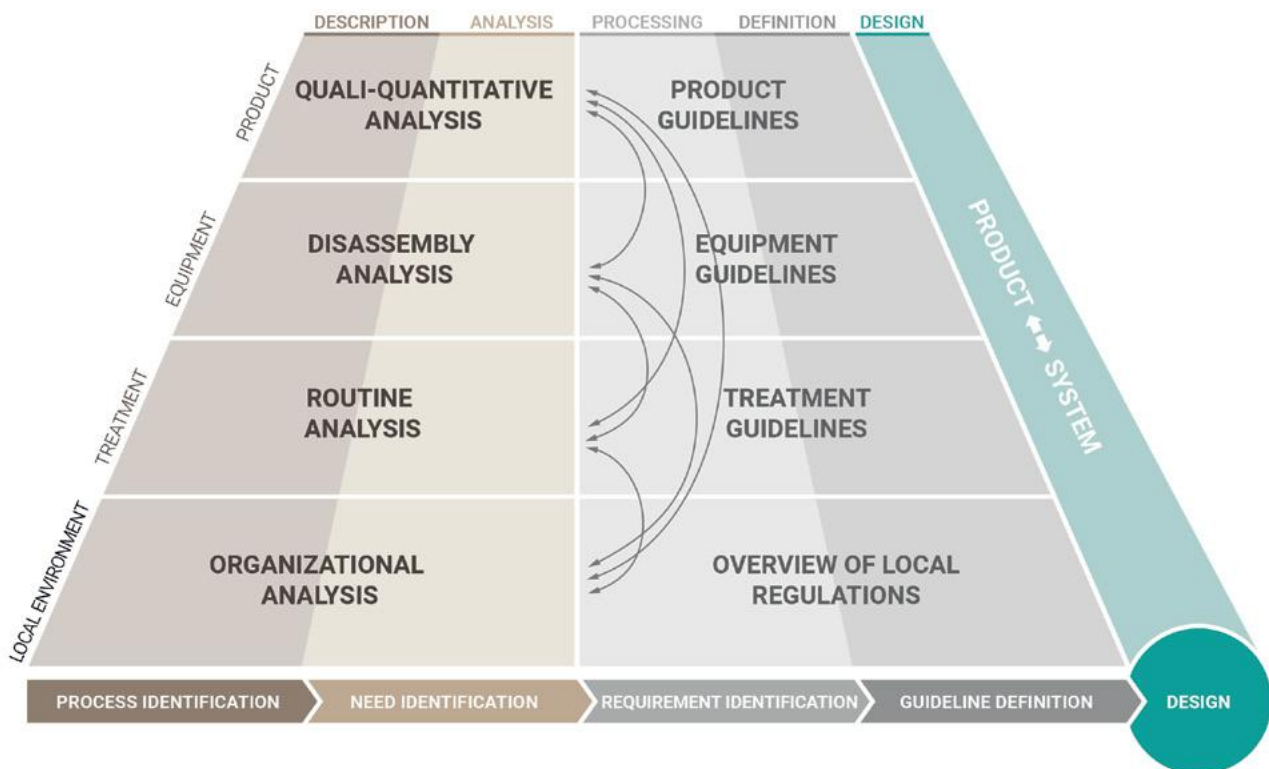 DESCRIPTION ANALYSIS PROCESSING DEFINITION DESIGN
PRODUCT
QUALI-QUANTITATIVE
ANALYSIS
PRODUCT
GUIDELINES
EQUIPMENT
DISASSEMBLY
ANALYSIS
EQUIPMENT
GUIDELINES
TREATMENT
ROUTINE
ANALYSIS
TREATMENT
GUIDELINES
LOCAL ENVIRONMENT
ORGANIZATIONAL
ANALYSIS
OVERVIEW OF LOCAL
REGULATIONS
PRODUCT SYSTEM
PROCESS IDENTIFICATION NEED IDENTIFICATION REQUIREMENT IDENTIFICATION GUIDELINE DEFINITION DESIGN